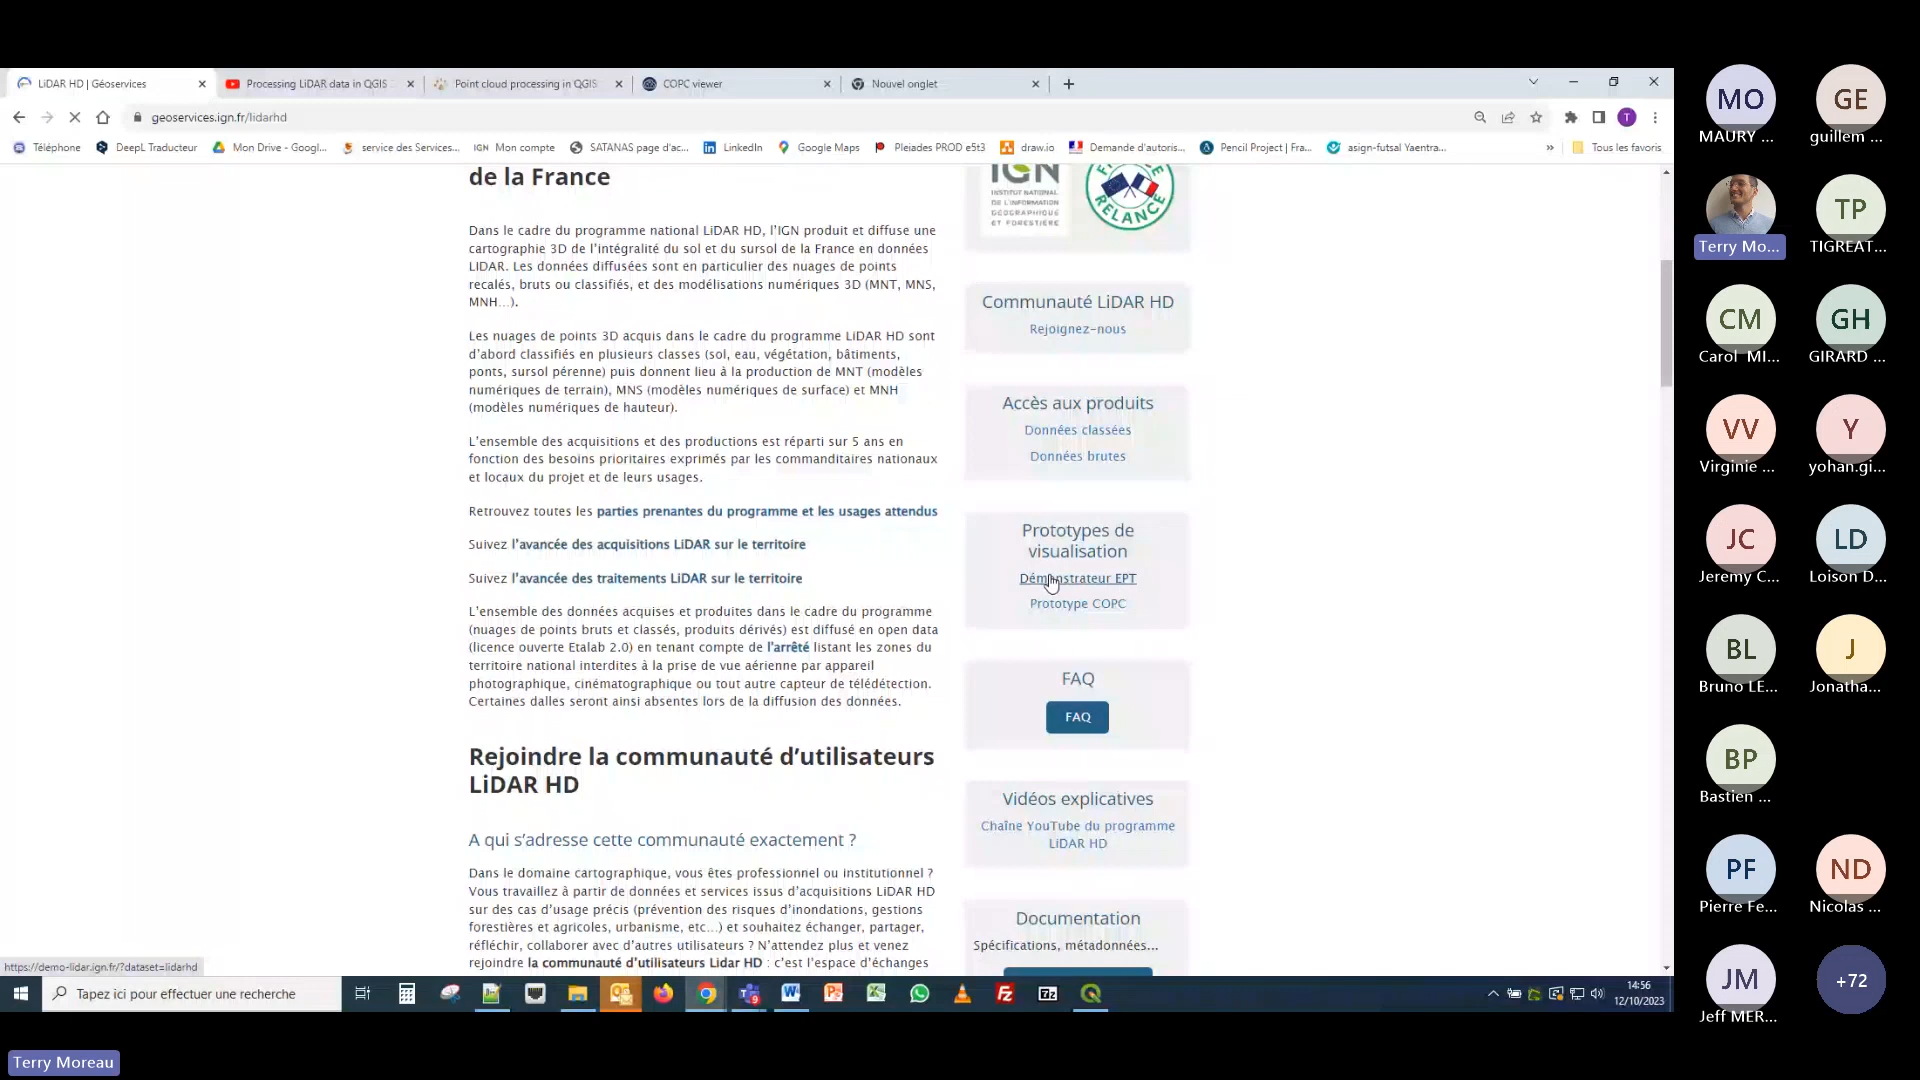 LiDAR HD | Géoservices
Processing LiDAR data in QGIS
Point cloud processing in QGIS
COPC viewer
Nouvel onglet
geoservices.ign.fr/lidarhd
T
Téléphone
DeepL Traducteur
Mon Drive - Googl...
service des Services...
IGN Mon compte
SATANAS page d'ac...
LinkedIn
Google Maps
Pleiades PROD e5t3
draw.io
Demande d'autoris...
Pencil Project | Fra...
asign-futsal Yaentra...
»
Tous les favoris
de la France
Dans le cadre du programme national LiDAR HD, l'IGN produit et diffuse une
cartographie 3D de l'intégralité du sol et du sursol de la France en données
LIDAR. Les données diffusées sont en particulier des nuages de points
recalés, bruts ou classifiés, et des modélisations numériques 3D (MNT, MNS,
MNH...).
Les nuages de points 3D acquis dans le cadre du programme LiDAR HD sont
d'abord classifiés en plusieurs classes (sol, eau, végétation, bâtiments,
ponts, sursol pérenne) puis donnent lieu à la production de MNT (modèles
numériques de terrain), MNS (modèles numériques de surface) et MNH
(modèles numériques de hauteur).
L'ensemble des acquisitions et des productions est réparti sur 5 ans en
fonction des besoins prioritaires exprimés par les commanditaires nationaux
et locaux du projet et de leurs usages.
Retrouvez toutes les parties prenantes du programme et les usages attendus
Suivez l'avancée des acquisitions LiDAR sur le territoire
Suivez l'avancée des traitements LiDAR sur le territoire
L'ensemble des données acquises et produites dans le cadre du programme
(nuages de points bruts et classés, produits dérivés) est diffusé en open data
(licence ouverte Etalab 2.0) en tenant compte de l'arrêté listant les zones du
territoire national interdites à la prise de vue aérienne par appareil
photographique, cinématographique ou tout autre capteur de télédétection.
Certaines dalles seront ainsi absentes lors de la diffusion des données.
Rejoindre la communauté d'utilisateurs
LiDAR HD
A qui s'adresse cette communauté exactement ?
Dans le domaine cartographique, vous êtes professionnel ou institutionnel ?
Vous travaillez à partir de données et services issus d'acquisitions LiDAR HD
sur des cas d'usage précis (prévention des risques d'inondations, gestions
forestières et agricoles, urbanisme, etc...) et souhaitez échanger, partager,
réfléchir, collaborer avec d'autres utilisateurs ? N'attendez plus et venez
rejoindre la communauté d'utilisateurs Lidar HD : c'est l'espace d'échanges
IGN
INSTITUT NATIONAL
DE L'INFORMATION
GÉOGRAPHIQUE
ET FORESTIÈRE
RELANCE
Communauté LiDAR HD
Rejoignez-nous
Accès aux produits
Données classées
Données brutes
Prototypes de
visualisation
Démonstrateur EPT
Prototype COPC
FAQ
FAQ
Vidéos explicatives
Chaîne YouTube du programme
LiDAR HD
Documentation
Spécifications, métadonnées...
https://demo-lidar.ign.fr/?dataset=lidarhd
Tapez ici pour effectuer une recherche
14:56
12/10/2023
Terry Moreau
MO
MAURY ...
GE
guillem ...
Terry Mo...
TP
TIGREAT...
CM
Carol MI...
GH
GIRARD ...
VV
Virginie ...
Y
yohan.gi...
JC
Jeremy C...
LD
Loison D...
BL
Bruno LE...
J
Jonatha...
BP
Bastien ...
PF
Pierre Fe...
ND
Nicolas ...
JM
Jeff MER...
+72